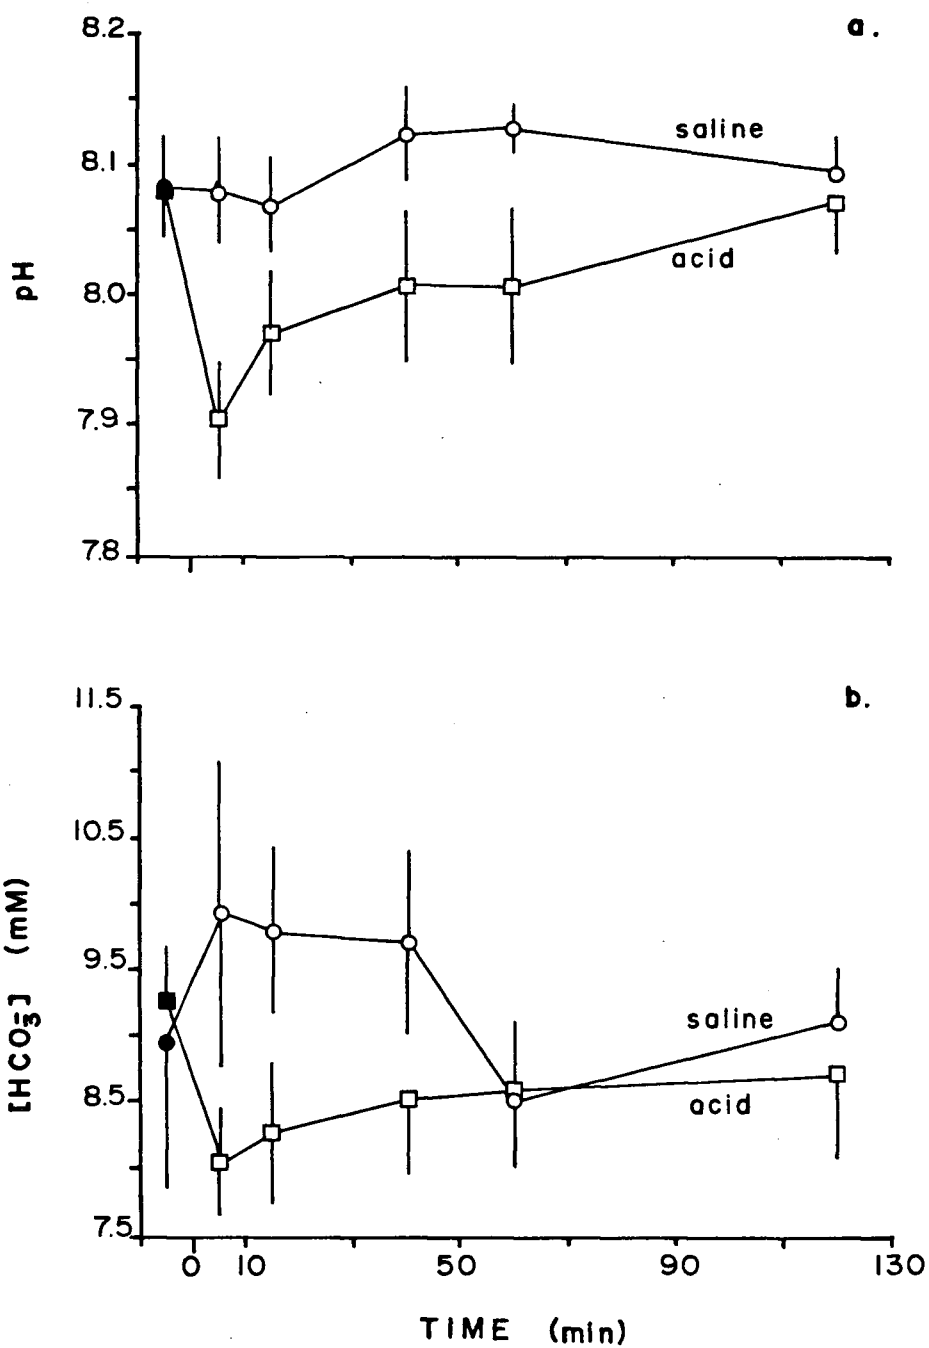 a.
8.2
8.1
8.0
7.9
7.8
pH
saline
acid
b.
11.5
10.5
9.5
8.5
7.5
[HCO₃⁻] (mM)
saline
acid
0 10 50 90 130
TIME (min)